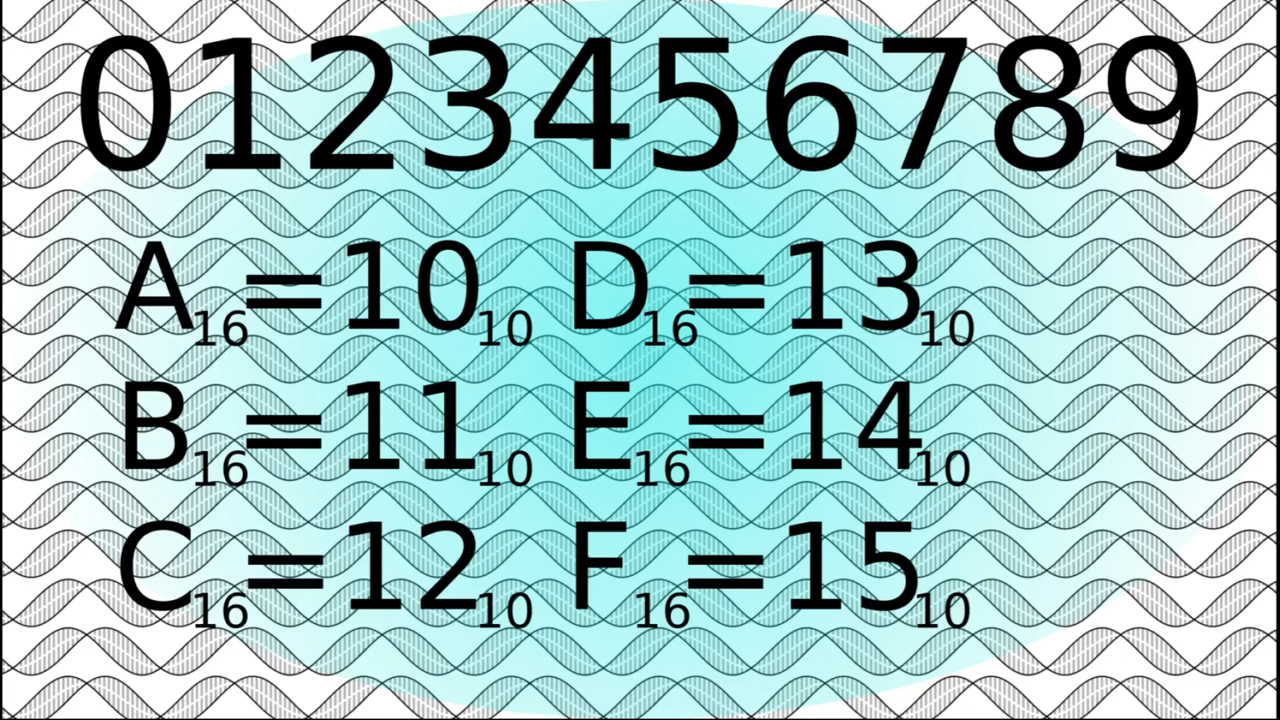 0123456789
A₁₆=10₁₀ D₁₆=13₁₀
B₁₆=11₁₀ E₁₆=14₁₀
C₁₆=12₁₀ F₁₆=15₁₀